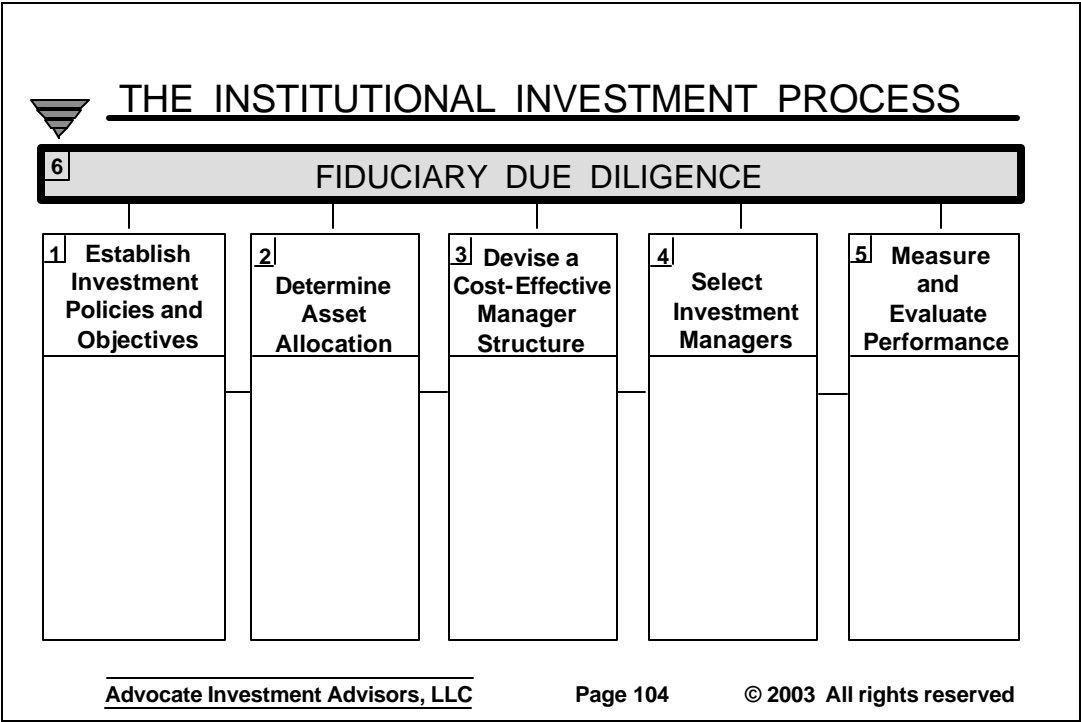 THE INSTITUTIONAL INVESTMENT PROCESS
6
FIDUCIARY DUE DILIGENCE
1
Establish
Investment
Policies and
Objectives
2
Determine
Asset
Allocation
3
Devise a
Cost-Effective
Manager
Structure
4
Select
Investment
Managers
5
Measure
and
Evaluate
Performance
Advocate Investment Advisors, LLC
Page 104
© 2003 All rights reserved